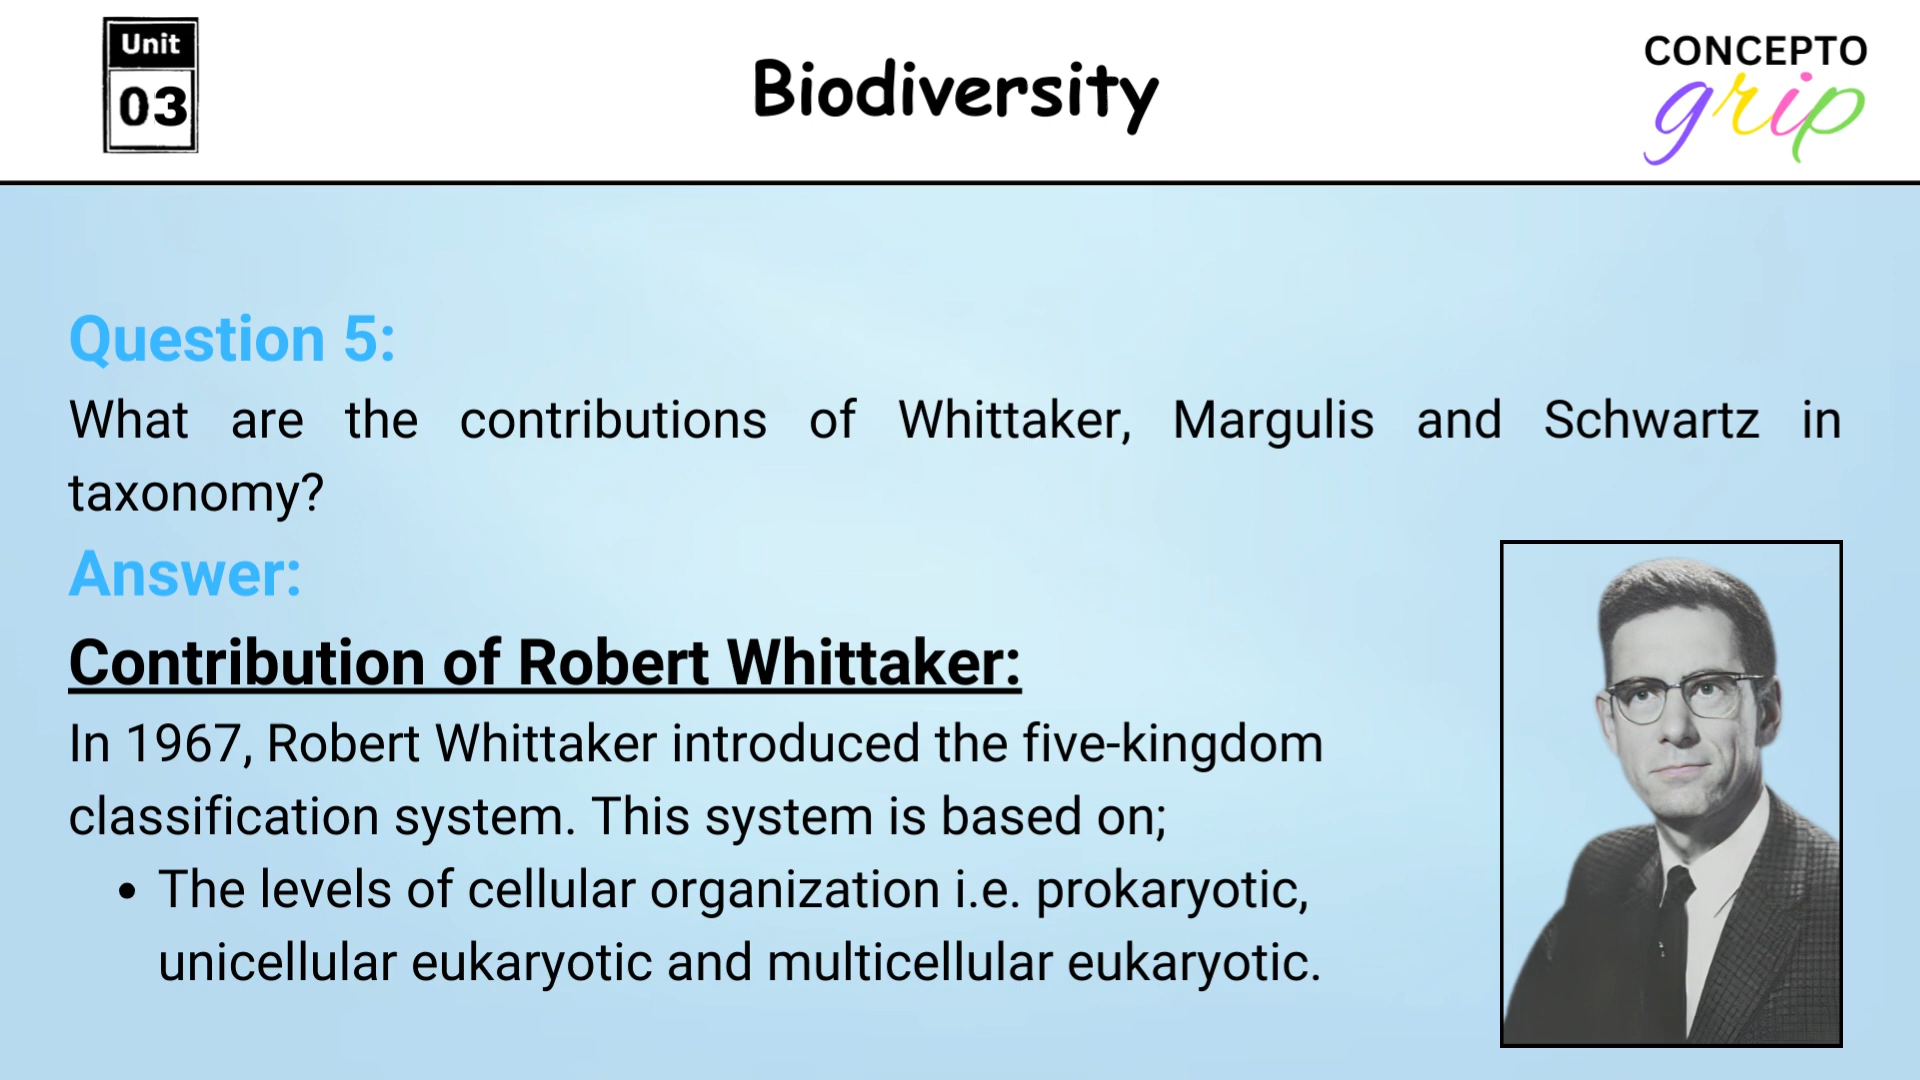 Unit
03
Biodiversity
CONCEPTO
grip
Question 5:
What are the contributions of Whittaker, Margulis and Schwartz in
taxonomy?
Answer:
Contribution of Robert Whittaker:
In 1967, Robert Whittaker introduced the five-kingdom
classification system. This system is based on;
• The levels of cellular organization i.e. prokaryotic,
unicellular eukaryotic and multicellular eukaryotic.